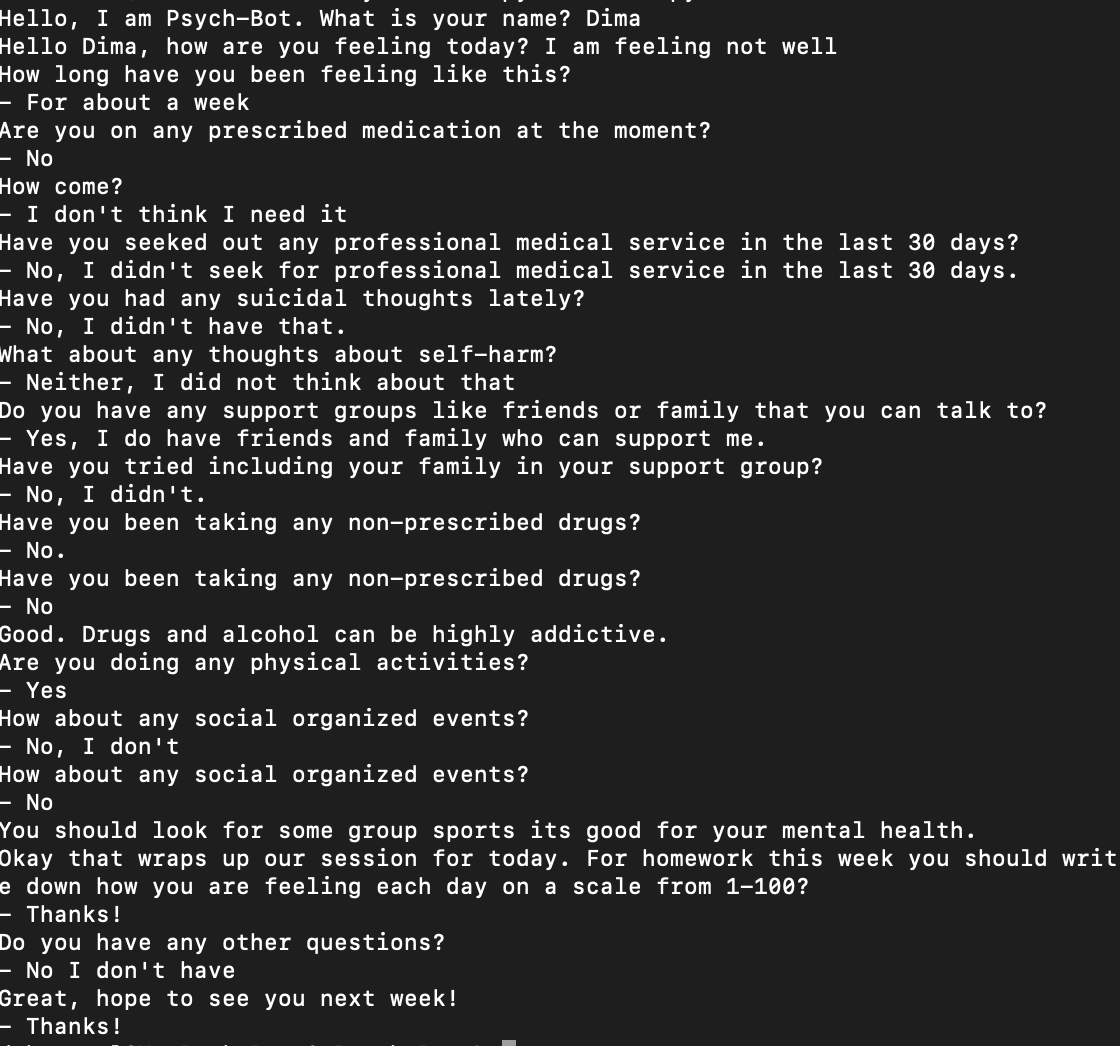 Hello, I am Psych-Bot. What is your name? Dima
Hello Dima, how are you feeling today? I am feeling not well
How long have you been feeling like this?
- For about a week
Are you on any prescribed medication at the moment?
- No
How come?
- I don't think I need it
Have you seeked out any professional medical service in the last 30 days?
- No, I didn't seek for professional medical service in the last 30 days.
Have you had any suicidal thoughts lately?
- No, I didn't have that.
What about any thoughts about self-harm?
- Neither, I did not think about that
Do you have any support groups like friends or family that you can talk to?
- Yes, I do have friends and family who can support me.
Have you tried including your family in your support group?
- No, I didn't.
Have you been taking any non-prescribed drugs?
- No.
Have you been taking any non-prescribed drugs?
- No
Good. Drugs and alcohol can be highly addictive.
Are you doing any physical activities?
- Yes
How about any social organized events?
- No, I don't
How about any social organized events?
- No
You should look for some group sports its good for your mental health.
Okay that wraps up our session for today. For homework this week you should writ
e down how you are feeling each day on a scale from 1-100?
- Thanks!
Do you have any other questions?
- No I don't have
Great, hope to see you next week!
- Thanks!